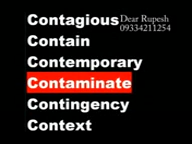 Contagious
Dear Rupesh
09334211254
Contain
Contemporary
Contaminate
Contingency
Context